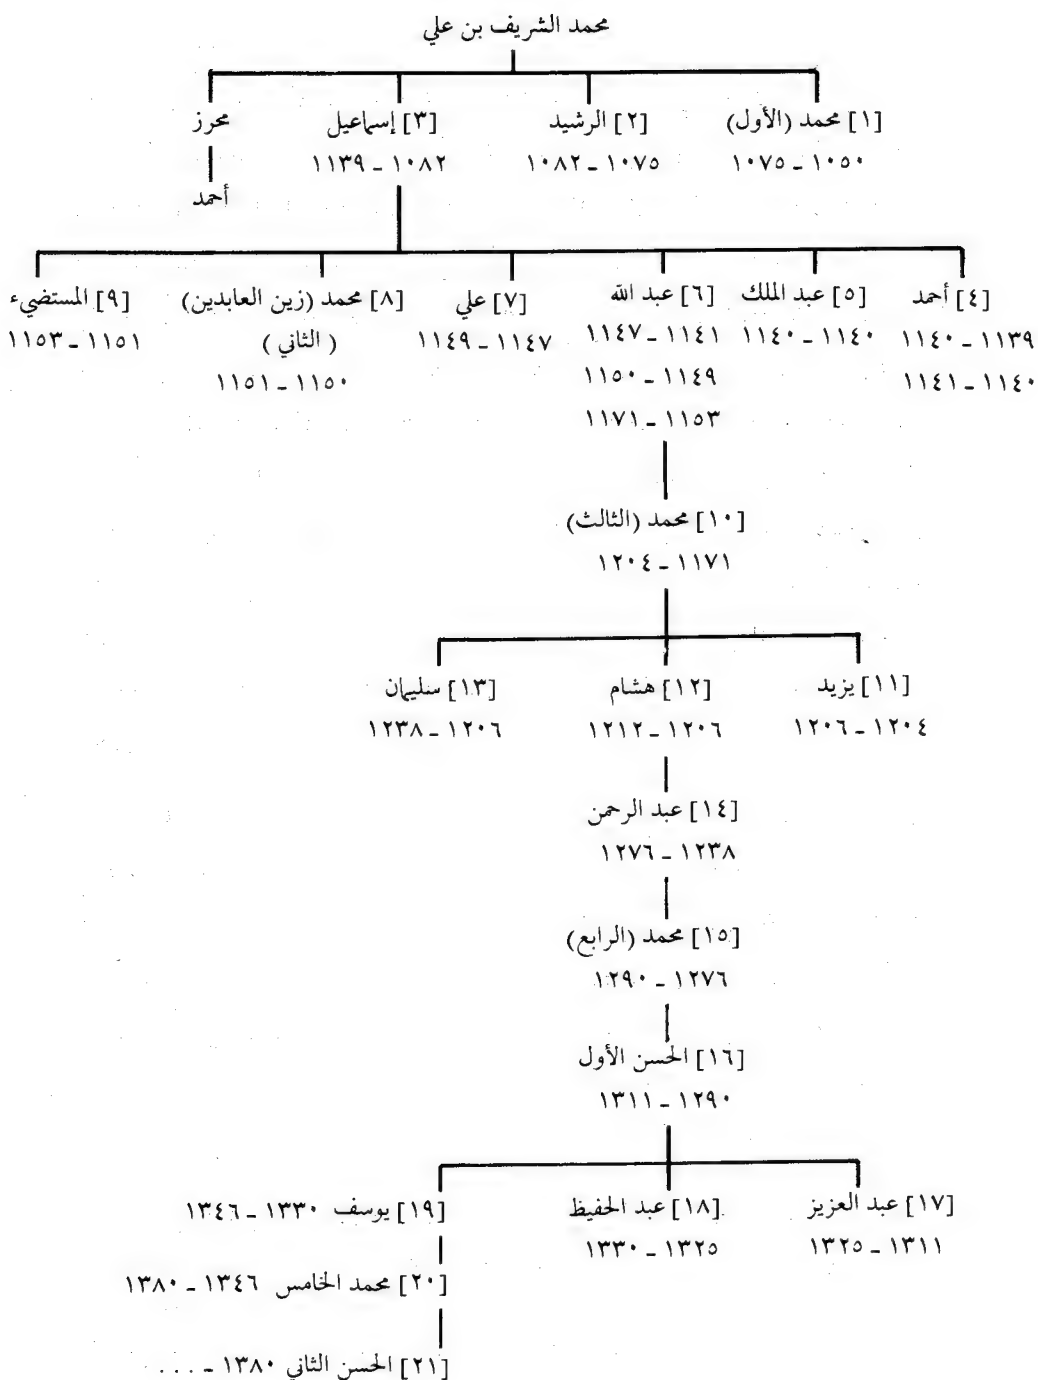 محمد الشريف بن علي
[١] محمد (الأول) [٢] الرشيد [٣] إسماعيل محرز
١٠٥٠ - ١٠٧٥ ١٠٧٥ - ١٠٨٢ ١٠٨٢ - ١١٣٩
أحمد
[٤] أحمد [٥] عبد الملك [٦] عبد الله [٧] علي [٨] محمد (زين العابدين) [٩] المستضيء
١١٣٩ - ١١٤٠ ١١٤٠ - ١١٤٠ ١١٤١ - ١١٤٧ ١١٤٧ - ١١٤٩ (الثاني) ١١٥١ - ١١٥٣
١١٤٠ - ١١٤١ ١١٤٩ - ١١٥٠ ١١٥٠ - ١١٥١
١١٥٣ - ١١٧١
[١٠] محمد (الثالث)
١١٧١ - ١٢٠٤
[١١] يزيد [١٢] هشام [١٣] سليمان
١٢٠٤ - ١٢٠٦ ١٢٠٦ - ١٢١٢ ١٢٠٦ - ١٢٣٨
[١٤] عبد الرحمن
١٢٣٨ - ١٢٧٦
[١٥] محمد (الرابع)
١٢٧٦ - ١٢٩٠
[١٦] الحسن الأول
١٢٩٠ - ١٣١١
[١٧] عبد العزيز [١٨] عبد الحفيظ [١٩] يوسف ١٣٣٠ - ١٣٤٦
١٣١١ - ١٣٢٥ ١٣٢٥ - ١٣٣٠
[٢٠] محمد الخامس ١٣٤٦ - ١٣٨٠
[٢١] الحسن الثاني ١٣٨٠ - ...